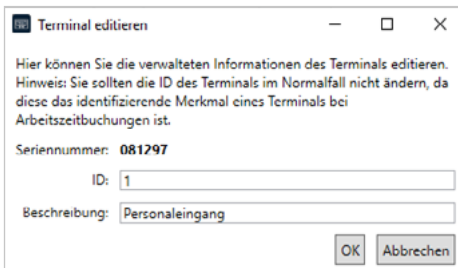 Terminal editieren
Hier können Sie die verwalteten Informationen des Terminals editieren.
Hinweis: Sie sollten die ID des Terminals im Normalfall nicht ändern, da
diese das identifizierende Merkmal eines Terminals bei
Arbeitszeitbuchungen ist.
Seriennummer: 081297
ID: 1
Beschreibung: Personaleingang
OK Abbrechen